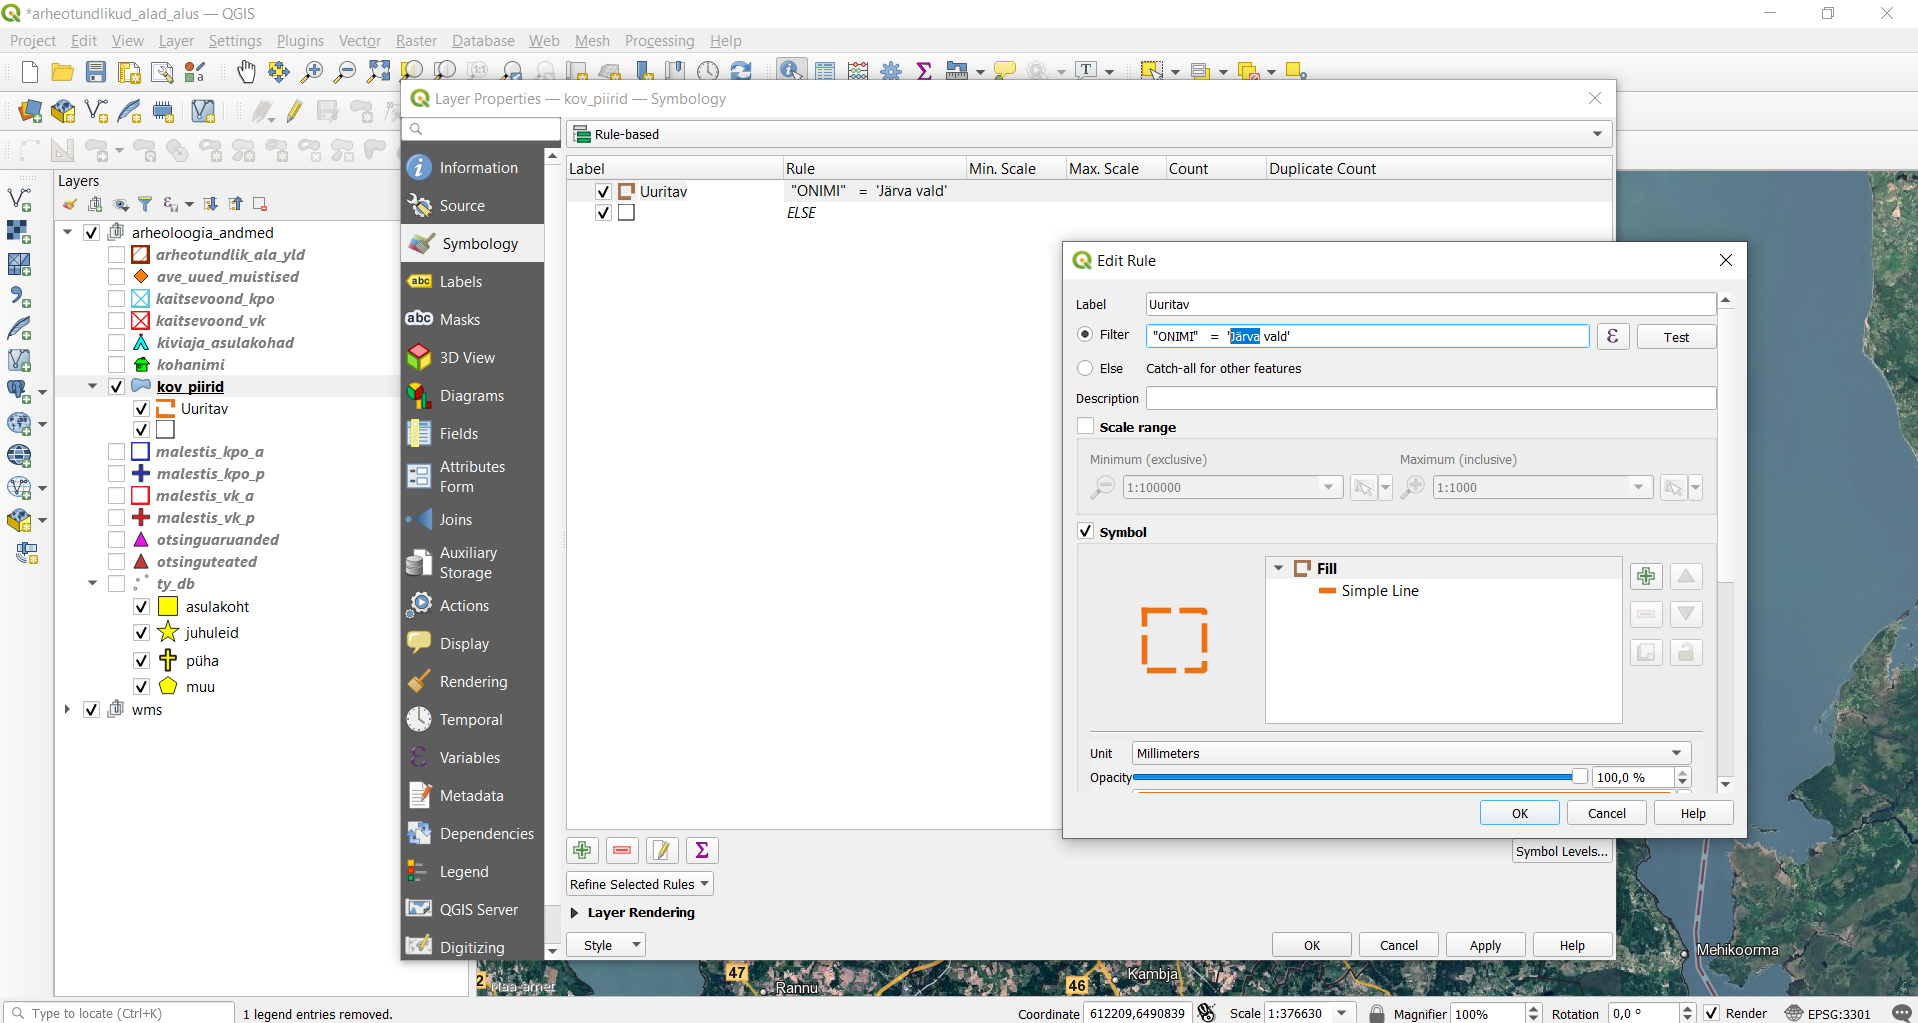 *arheotundlikud_alad_alus — QGIS
Project Edit View Layer Settings Plugins Vector Raster Database Web Mesh Processing Help
Layer Properties — kov_piirid — Symbology
Rule-based
Layers
Information
Source
Symbology
Labels
Masks
3D View
Diagrams
Fields
Attributes
Form
Joins
Auxiliary
Storage
Actions
Display
Rendering
Temporal
Variables
Metadata
Dependencies
Legend
QGIS Server
Digitizing
arheoloogia_andmed
arheotundlik_ala_yld
ave_uued_muistised
kaitsevoond_kpo
kaitsevoond_vk
kiviaja_asulakohad
kohanimi
kov_piirid
Uuritav
malestis_kpo_a
malestis_kpo_p
malestis_vk_a
malestis_vk_p
otsinguaruanded
otsinguteated
ty_db
asulakoht
juhuleid
püha
muu
wms
Label Rule Min. Scale Max. Scale Count Duplicate Count
Uuritav "ONIMI" = 'Järva vald'
ELSE
Edit Rule
Label Uuritav
Filter "ONIMI" = 'Järva vald' ε Test
Else Catch-all for other features
Description
Scale range
Minimum (exclusive) Maximum (inclusive)
1:100000 1:1000
Symbol
Fill
Simple Line
Unit Millimeters
Opacity 100,0 %
OK Cancel Help
Symbol Levels...
Refine Selected Rules
Layer Rendering
Style OK Cancel Apply Help
Mehikoorma
47
Kambja
46
2
Maa-amet
Rannu
Type to locate (Ctrl+K) 1 legend entries removed. Coordinate 612209,6490839 Scale 1:376630 Magnifier 100% Rotation 0,0 ° Render EPSG:3301